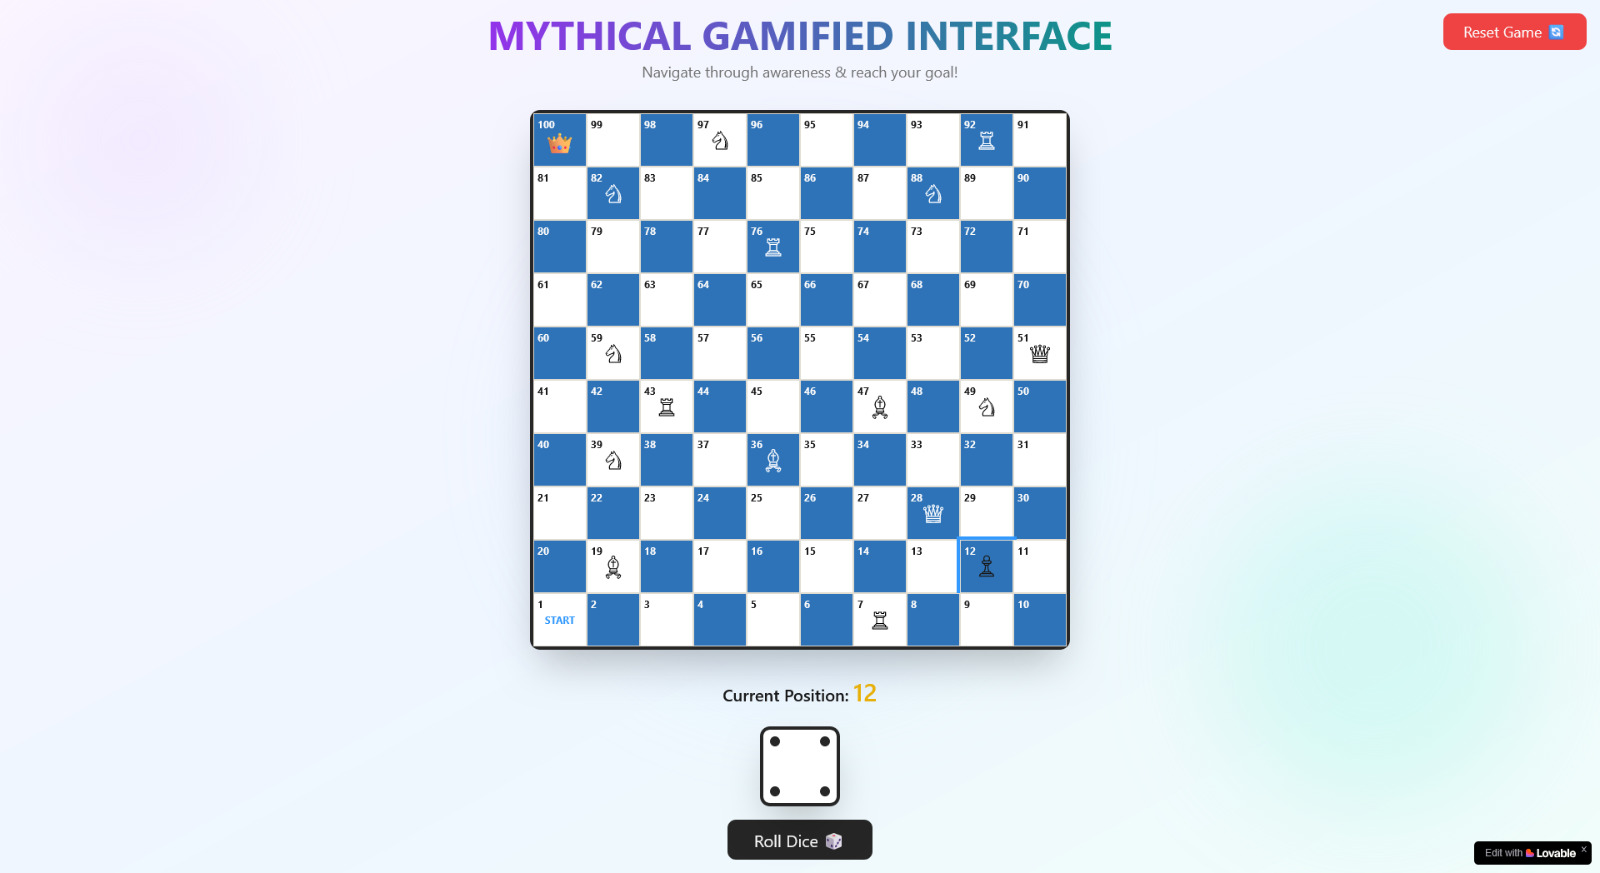 MYTHICAL GAMIFIED INTERFACE
Reset Game
Navigate through awareness & reach your goal!
100 99 98 97 96 95 94 93 92 91
81 82 83 84 85 86 87 88 89 90
80 79 78 77 76 75 74 73 72 71
61 62 63 64 65 66 67 68 69 70
60 59 58 57 56 55 54 53 52 51
41 42 43 44 45 46 47 48 49 50
40 39 38 37 36 35 34 33 32 31
21 22 23 24 25 26 27 28 29 30
20 19 18 17 16 15 14 13 12 11
1 2 3 4 5 6 7 8 9 10
START
Current Position: 12
Roll Dice
Edit with Lovable x